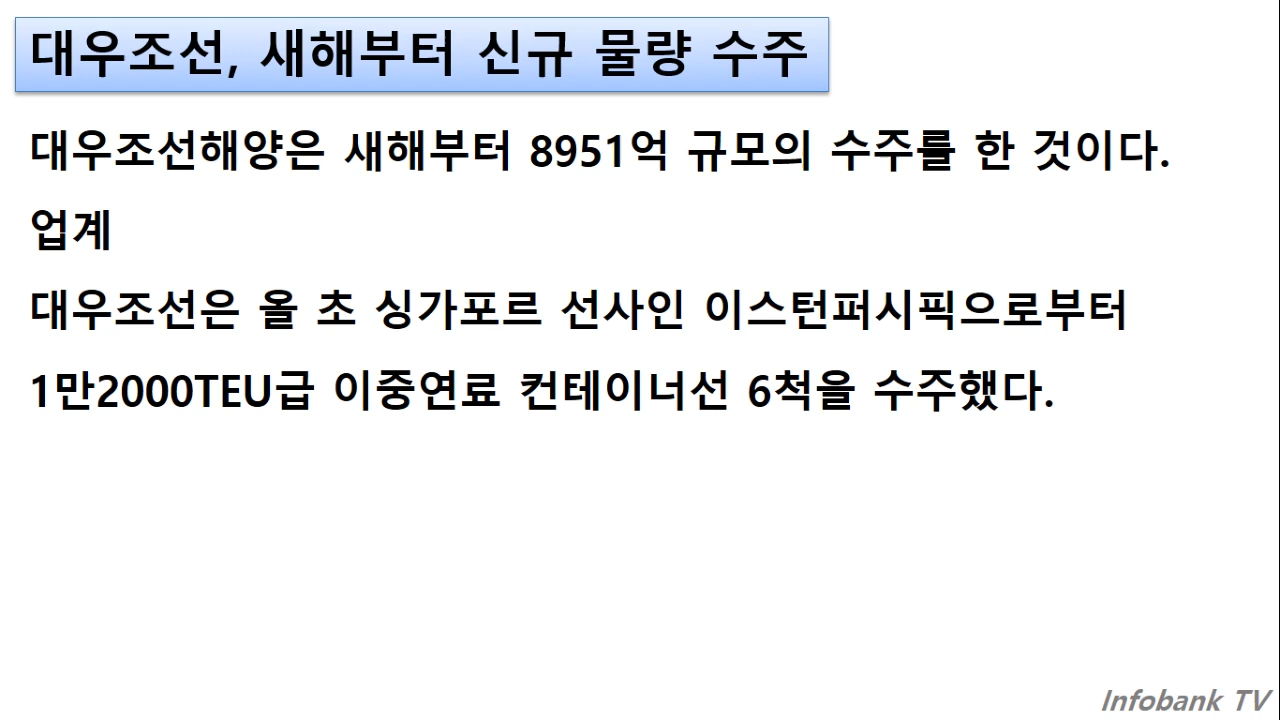 대우조선, 새해부터 신규 물량 수주
대우조선해양은 새해부터 8951억 규모의 수주를 한 것이다.
업계
대우조선은 올 초 싱가포르 선사인 이스턴퍼시픽으로부터
1만2000TEU급 이중연료 컨테이너선 6척을 수주했다.
Infobank TV